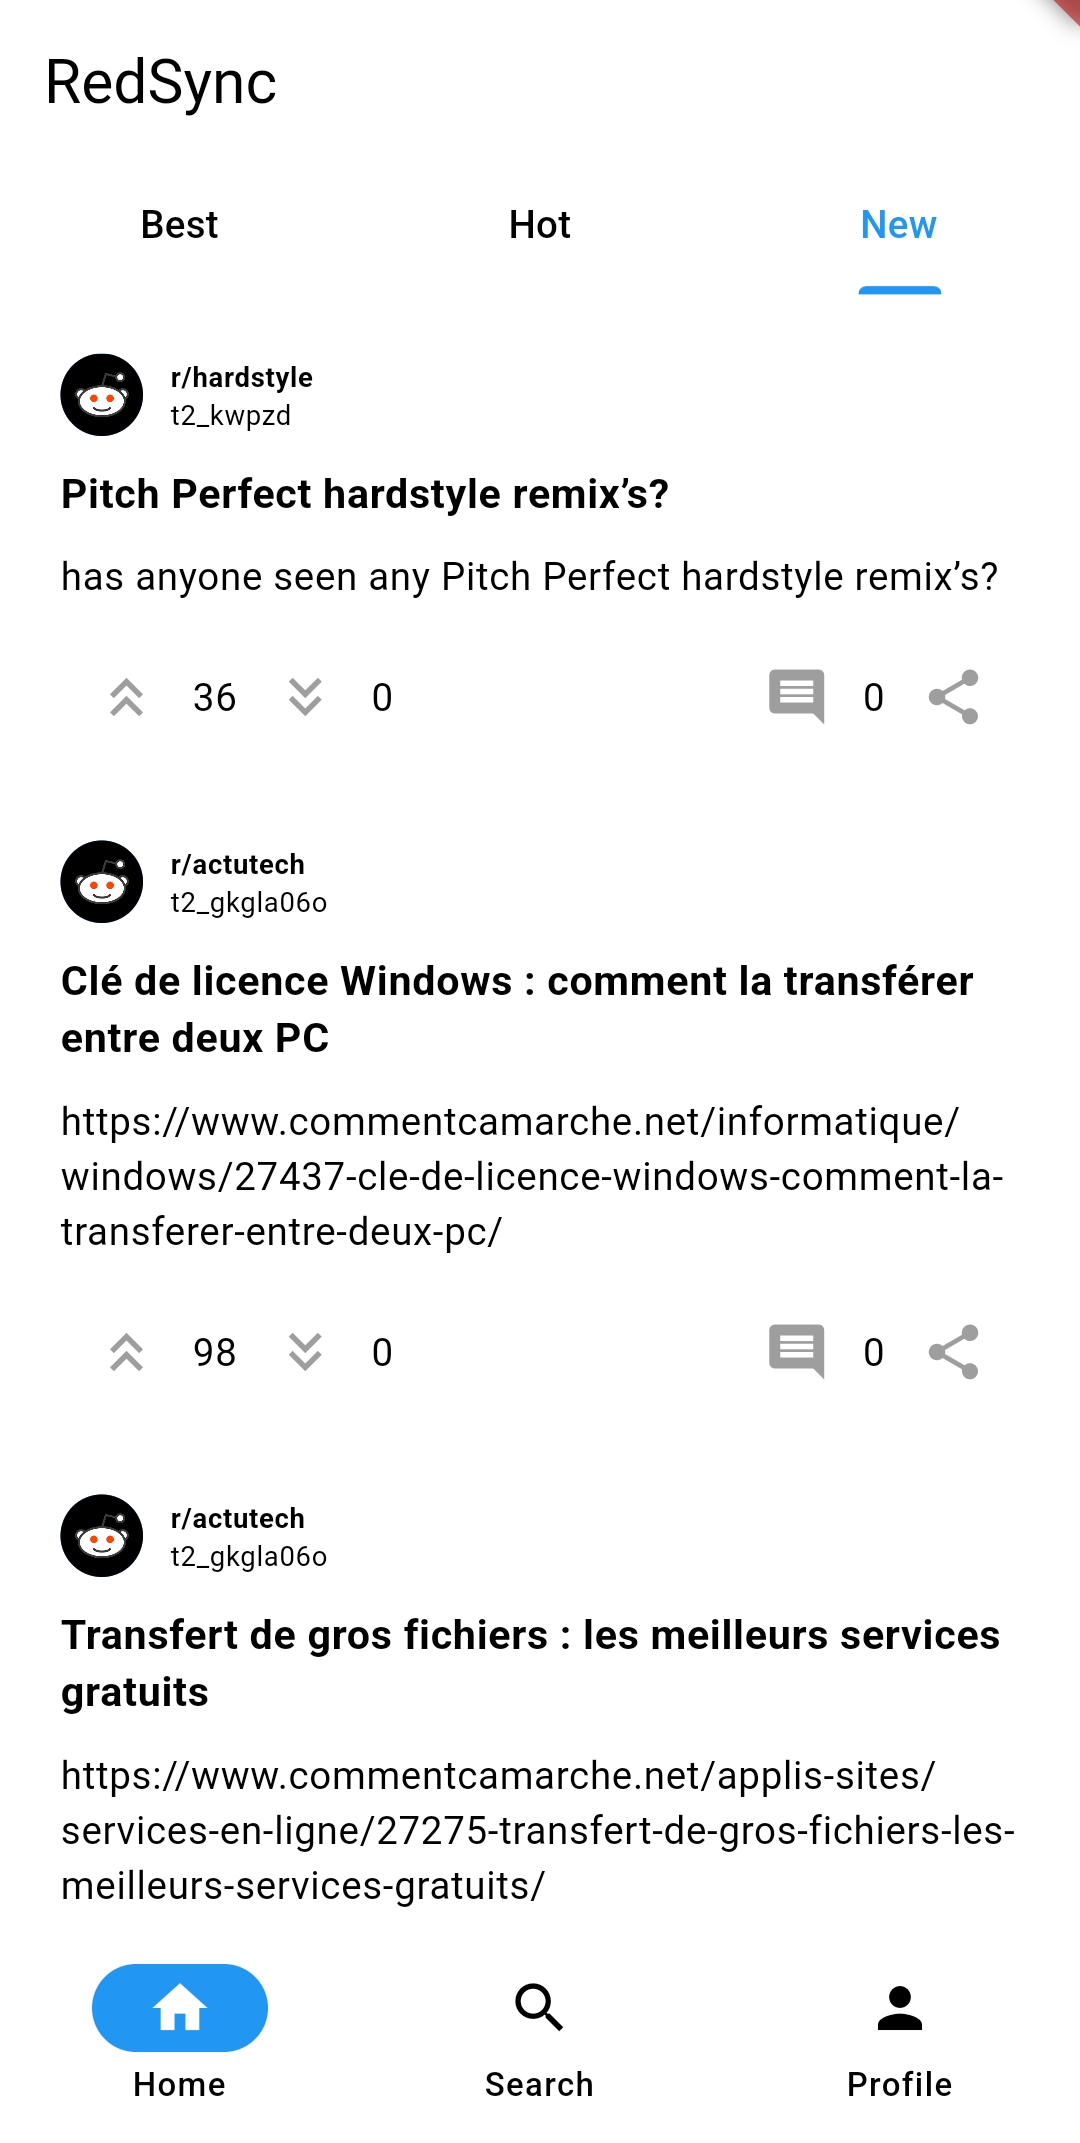 RedSync
Best Hot New
r/hardstyle
t2_kwpzd
Pitch Perfect hardstyle remix’s?
has anyone seen any Pitch Perfect hardstyle remix’s?
36 0 0
r/actutech
t2_gkgla06o
Clé de licence Windows : comment la transférer
entre deux PC
https://www.commentcamarche.net/informatique/
windows/27437-cle-de-licence-windows-comment-la-
transferer-entre-deux-pc/
98 0 0
r/actutech
t2_gkgla06o
Transfert de gros fichiers : les meilleurs services
gratuits
https://www.commentcamarche.net/applis-sites/
services-en-ligne/27275-transfert-de-gros-fichiers-les-
meilleurs-services-gratuits/
Home Search Profile